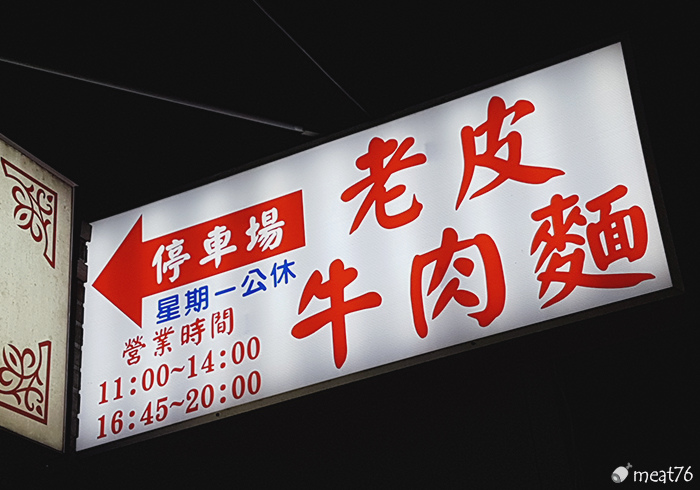 老皮
牛肉麵
停車場
星期一公休
營業時間
11:00~14:00
16:45~20:00
meat76